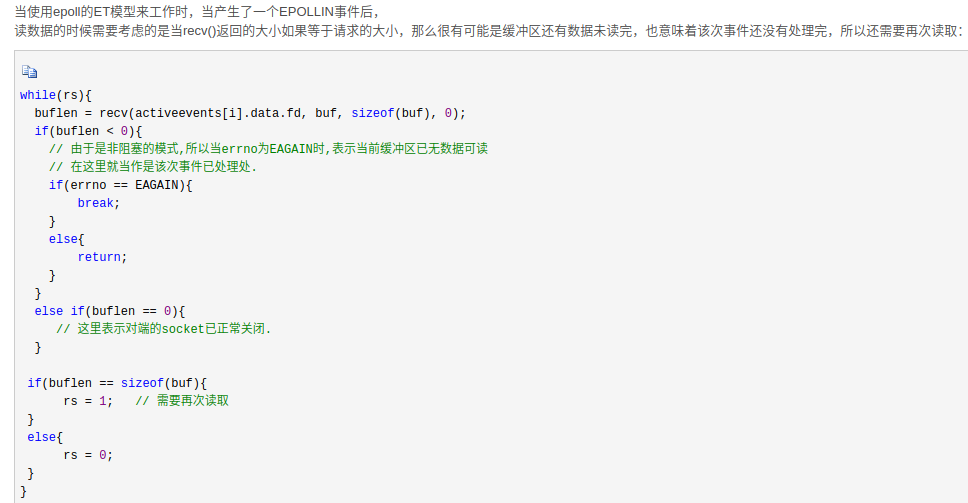 当使用epoll的ET模型来工作时，当产生了一个EPOLLIN事件后，
读数据的时候需要考虑的是当recv()返回的大小如果等于请求的大小，那么很有可能是缓冲区还有数据未读完，也意味着该次事件还没有处理完，所以还需要再次读取：
while(rs){
  buflen = recv(activeevents[i].data.fd, buf, sizeof(buf), 0);
  if(buflen < 0){
    // 由于是非阻塞的模式,所以当errno为EAGAIN时,表示当前缓冲区已无数据可读
    // 在这里就当作是该次事件已处理处.
    if(errno == EAGAIN){
        break;
    }
    else{
        return;
    }
  }
  else if(buflen == 0){
     // 这里表示对端的socket已正常关闭.
  }
 if(buflen == sizeof(buf){
      rs = 1;   // 需要再次读取
 }
 else{
      rs = 0;
 }
}